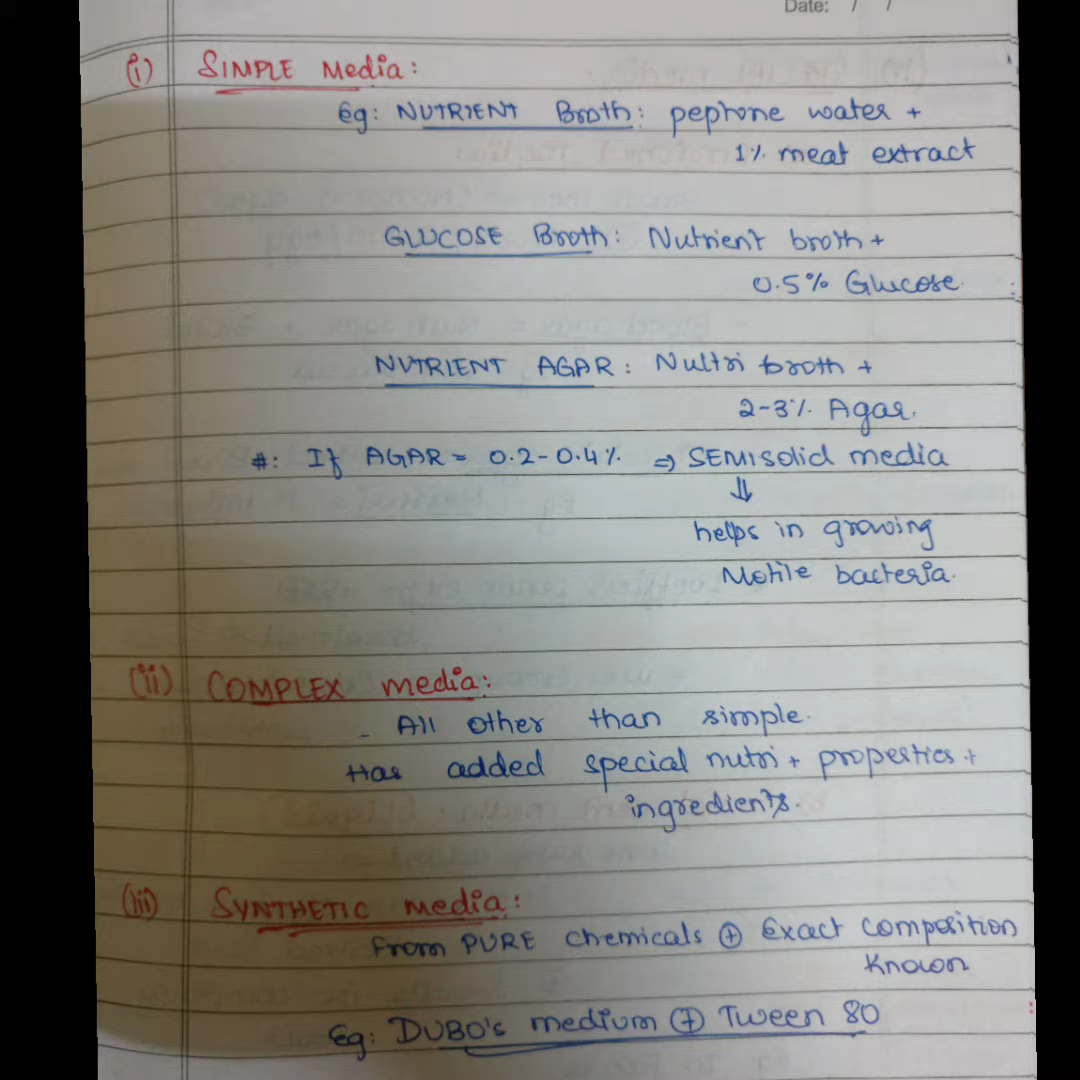 Date: / /
(i) SIMPLE Media:
Eg: NUTRIENT Broth: peptone water +
1% meat extract
GLUCOSE Broth: Nutrient broth +
0.5% Glucose.
NUTRIENT AGAR: Nultri broth +
2-3% Agar.
#: If AGAR = 0.2-0.4% ⇒ SEMISolid media
⇓
helps in growing
Motile bacteria.
(ii) COMPLEX media:
- All other than simple.
Has added special nutri + properties +
ingredients.
(iii) SYNTHETIC media:
From PURE Chemicals ⊕ Exact Composition
Known
Eg: DUBO's medium ⊕ Tween 80